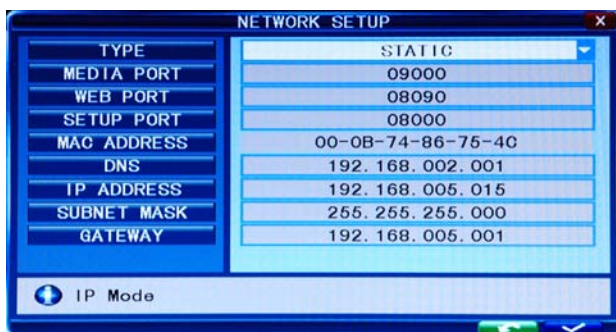 NETWORK SETUP
TYPE STATIC
MEDIA PORT 09000
WEB PORT 08090
SETUP PORT 08000
MAC ADDRESS 00-0B-74-86-75-4C
DNS 192.168.002.001
IP ADDRESS 192.168.005.015
SUBNET MASK 255.255.255.000
GATEWAY 192.168.005.001
IP Mode